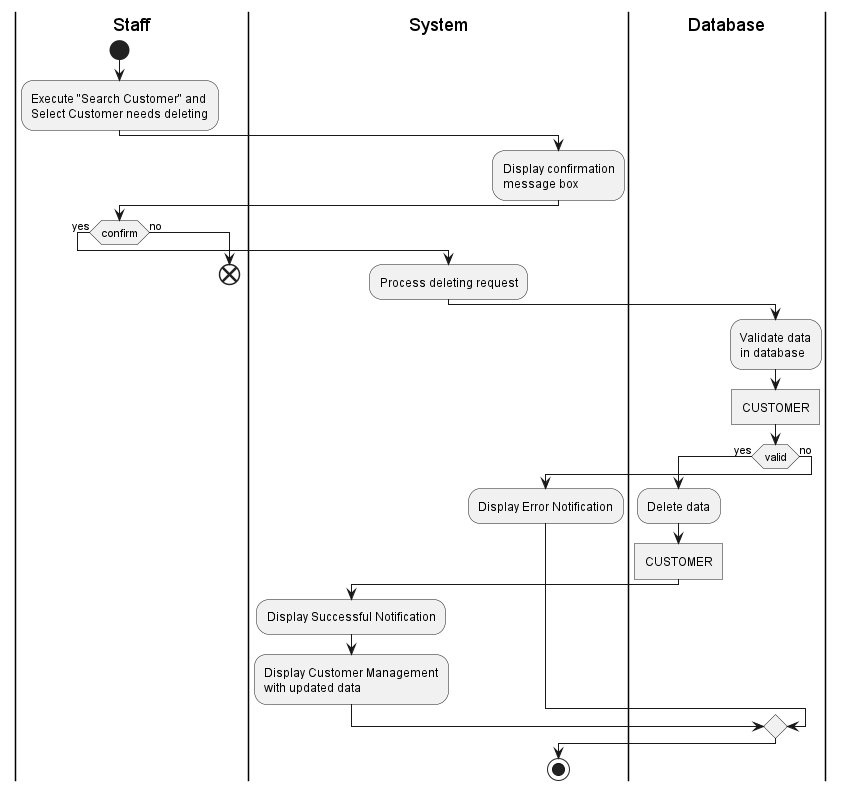 Staff
System
Database
Execute "Search Customer" and
Select Customer needs deleting
Display confirmation
message box
yes
confirm
no
Process deleting request
Validate data
in database
CUSTOMER
yes
valid
no
Display Error Notification
Delete data
CUSTOMER
Display Successful Notification
Display Customer Management
with updated data